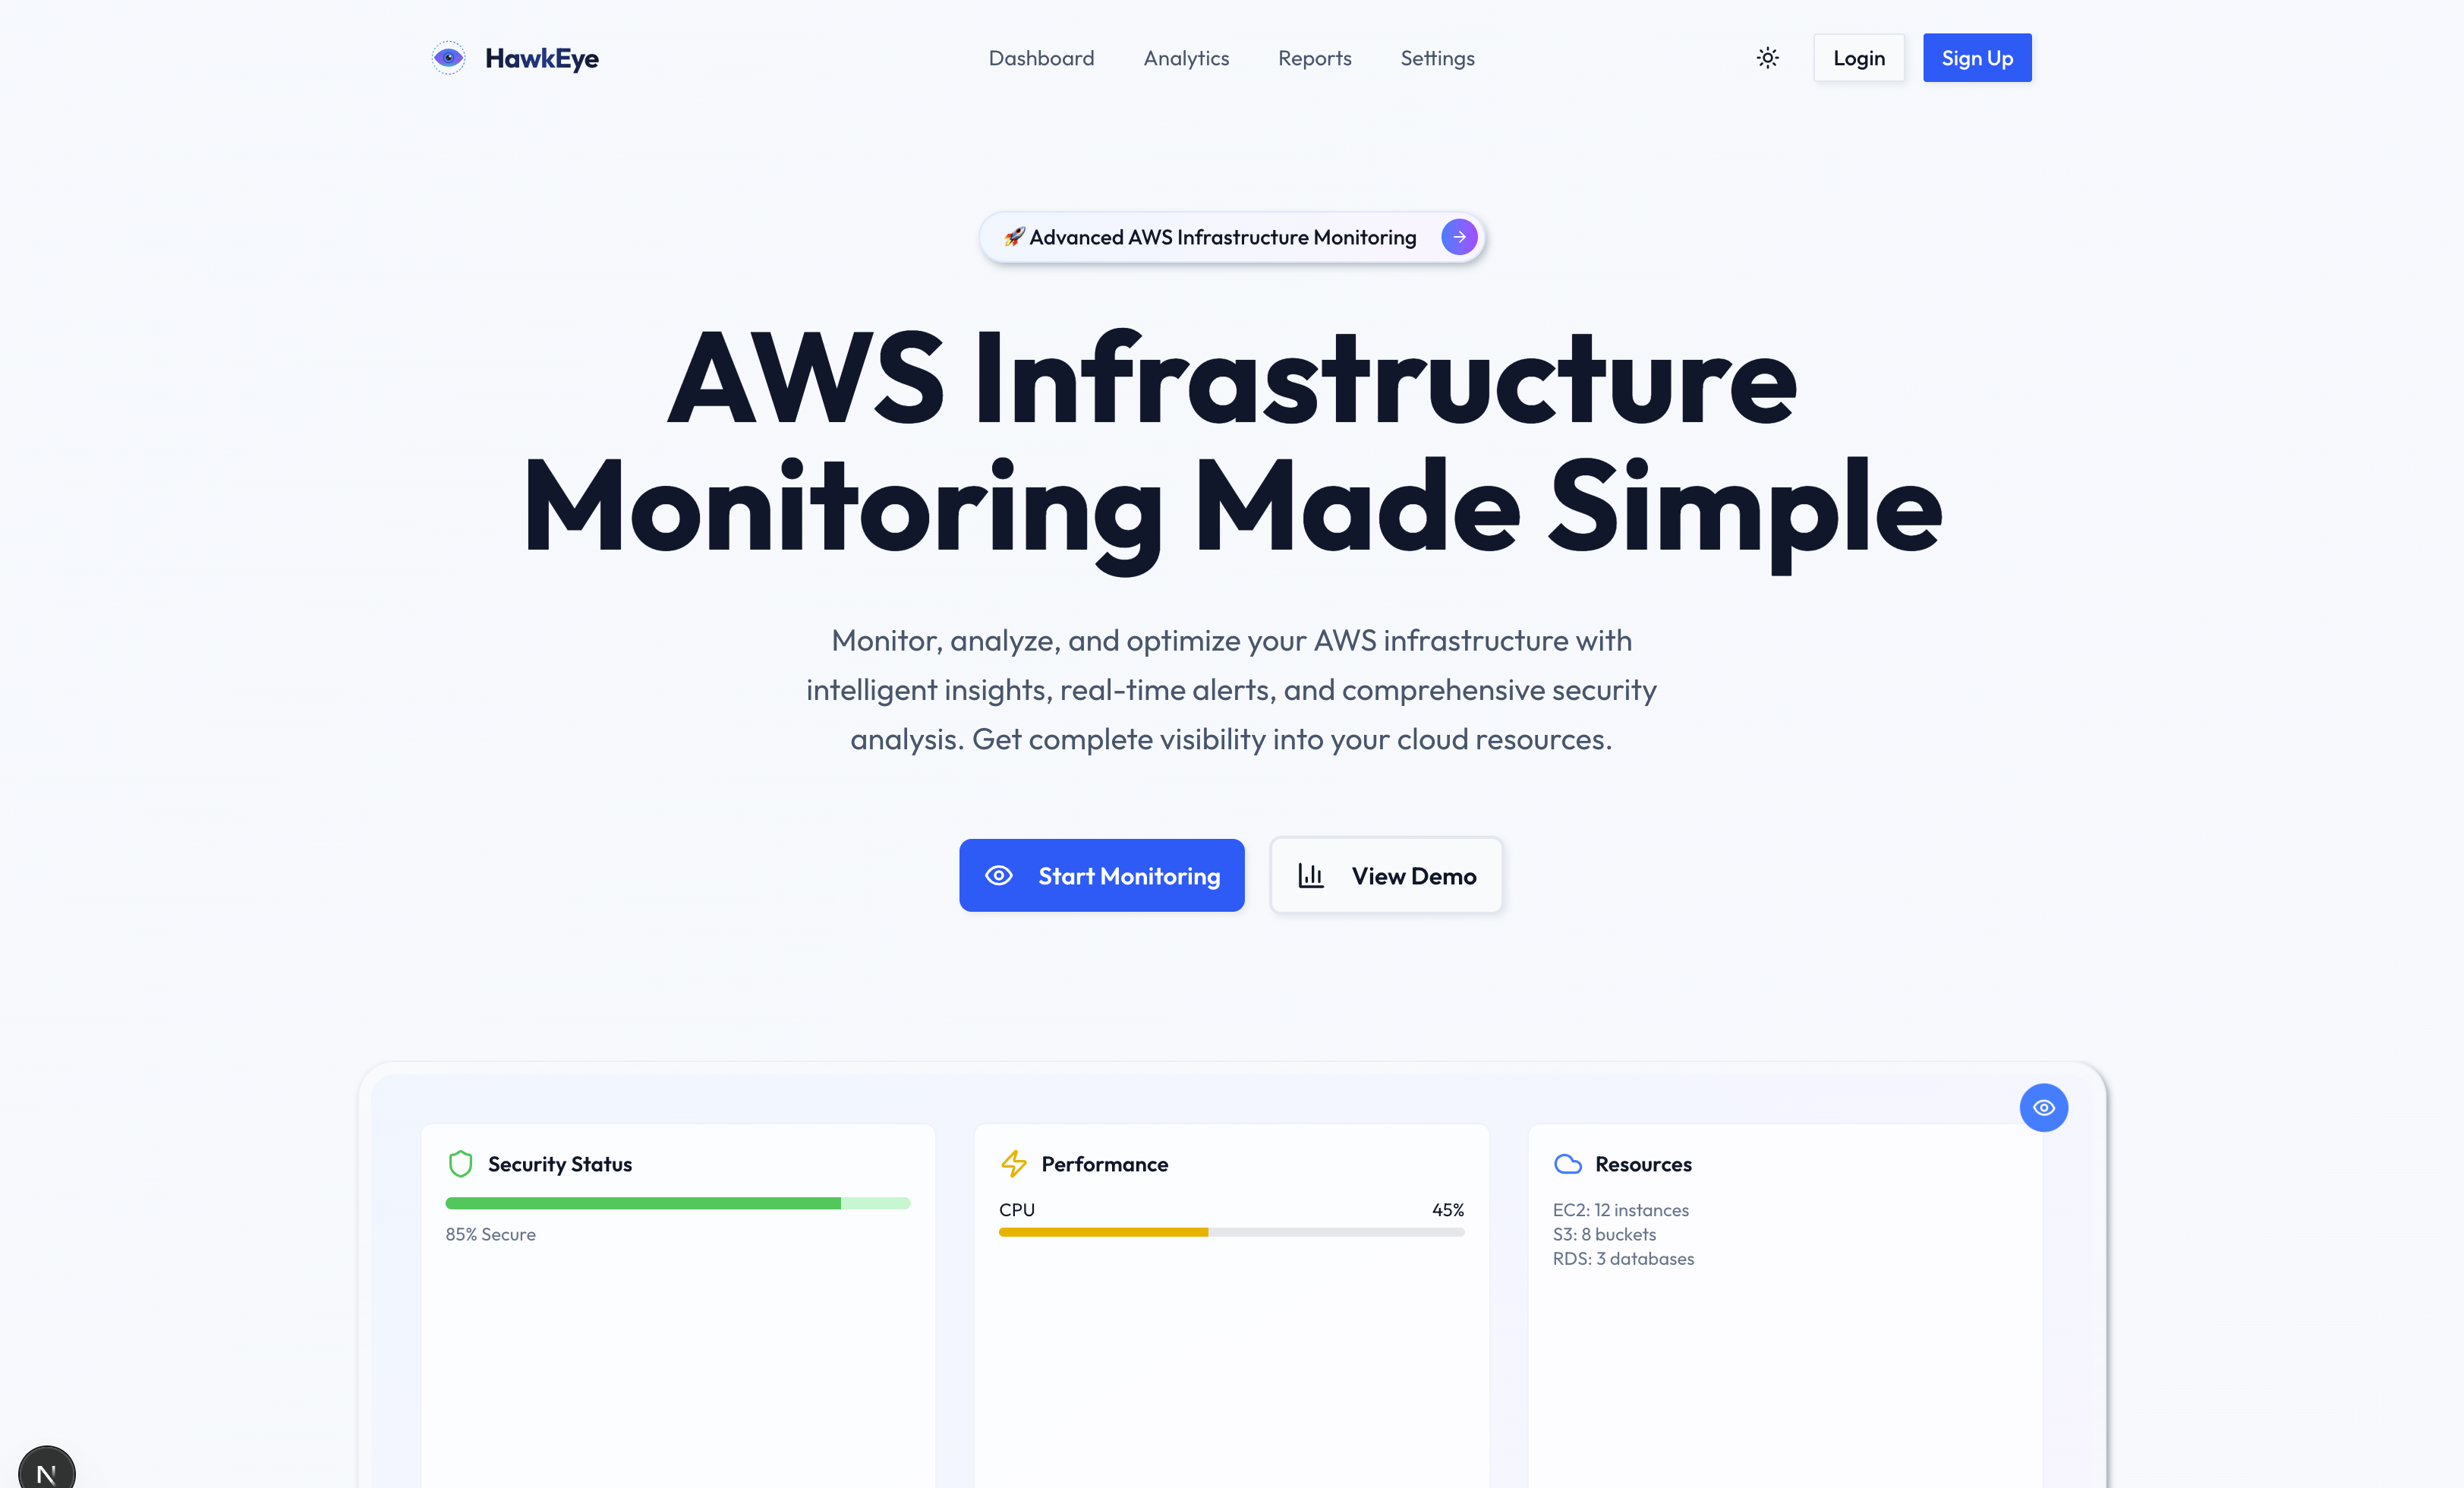 HawkEye
Dashboard
Analytics
Reports
Settings
Login
Sign Up
🚀 Advanced AWS Infrastructure Monitoring
AWS Infrastructure
Monitoring Made Simple
Monitor, analyze, and optimize your AWS infrastructure with
intelligent insights, real-time alerts, and comprehensive security
analysis. Get complete visibility into your cloud resources.
Start Monitoring
View Demo
Security Status
85% Secure
Performance
CPU 45%
Resources
EC2: 12 instances
S3: 8 buckets
RDS: 3 databases
N